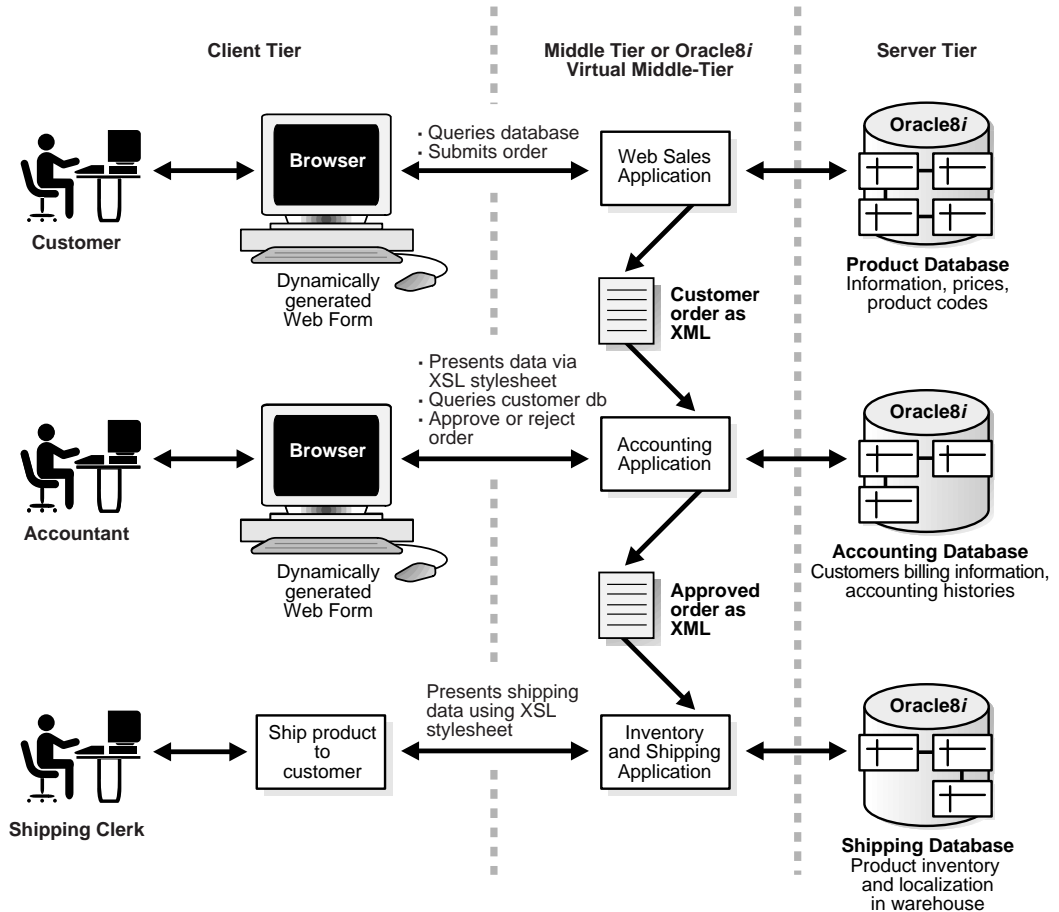 Client Tier
Middle Tier or Oracle8i
Virtual Middle-Tier
Server Tier
Customer
Browser
Dynamically
generated
Web Form
· Queries database
· Submits order
Web Sales
Application
Oracle8i
Product Database
Information, prices,
product codes
Customer
order as
XML
Accountant
Browser
Dynamically
generated
Web Form
· Presents data via
XSL stylesheet
· Queries customer db
· Approve or reject
order
Accounting
Application
Oracle8i
Accounting Database
Customers billing information,
accounting histories
Approved
order as
XML
Shipping Clerk
Ship product
to
customer
Presents shipping
data using XSL
stylesheet
Inventory
and Shipping
Application
Oracle8i
Shipping Database
Product inventory
and localization
in warehouse